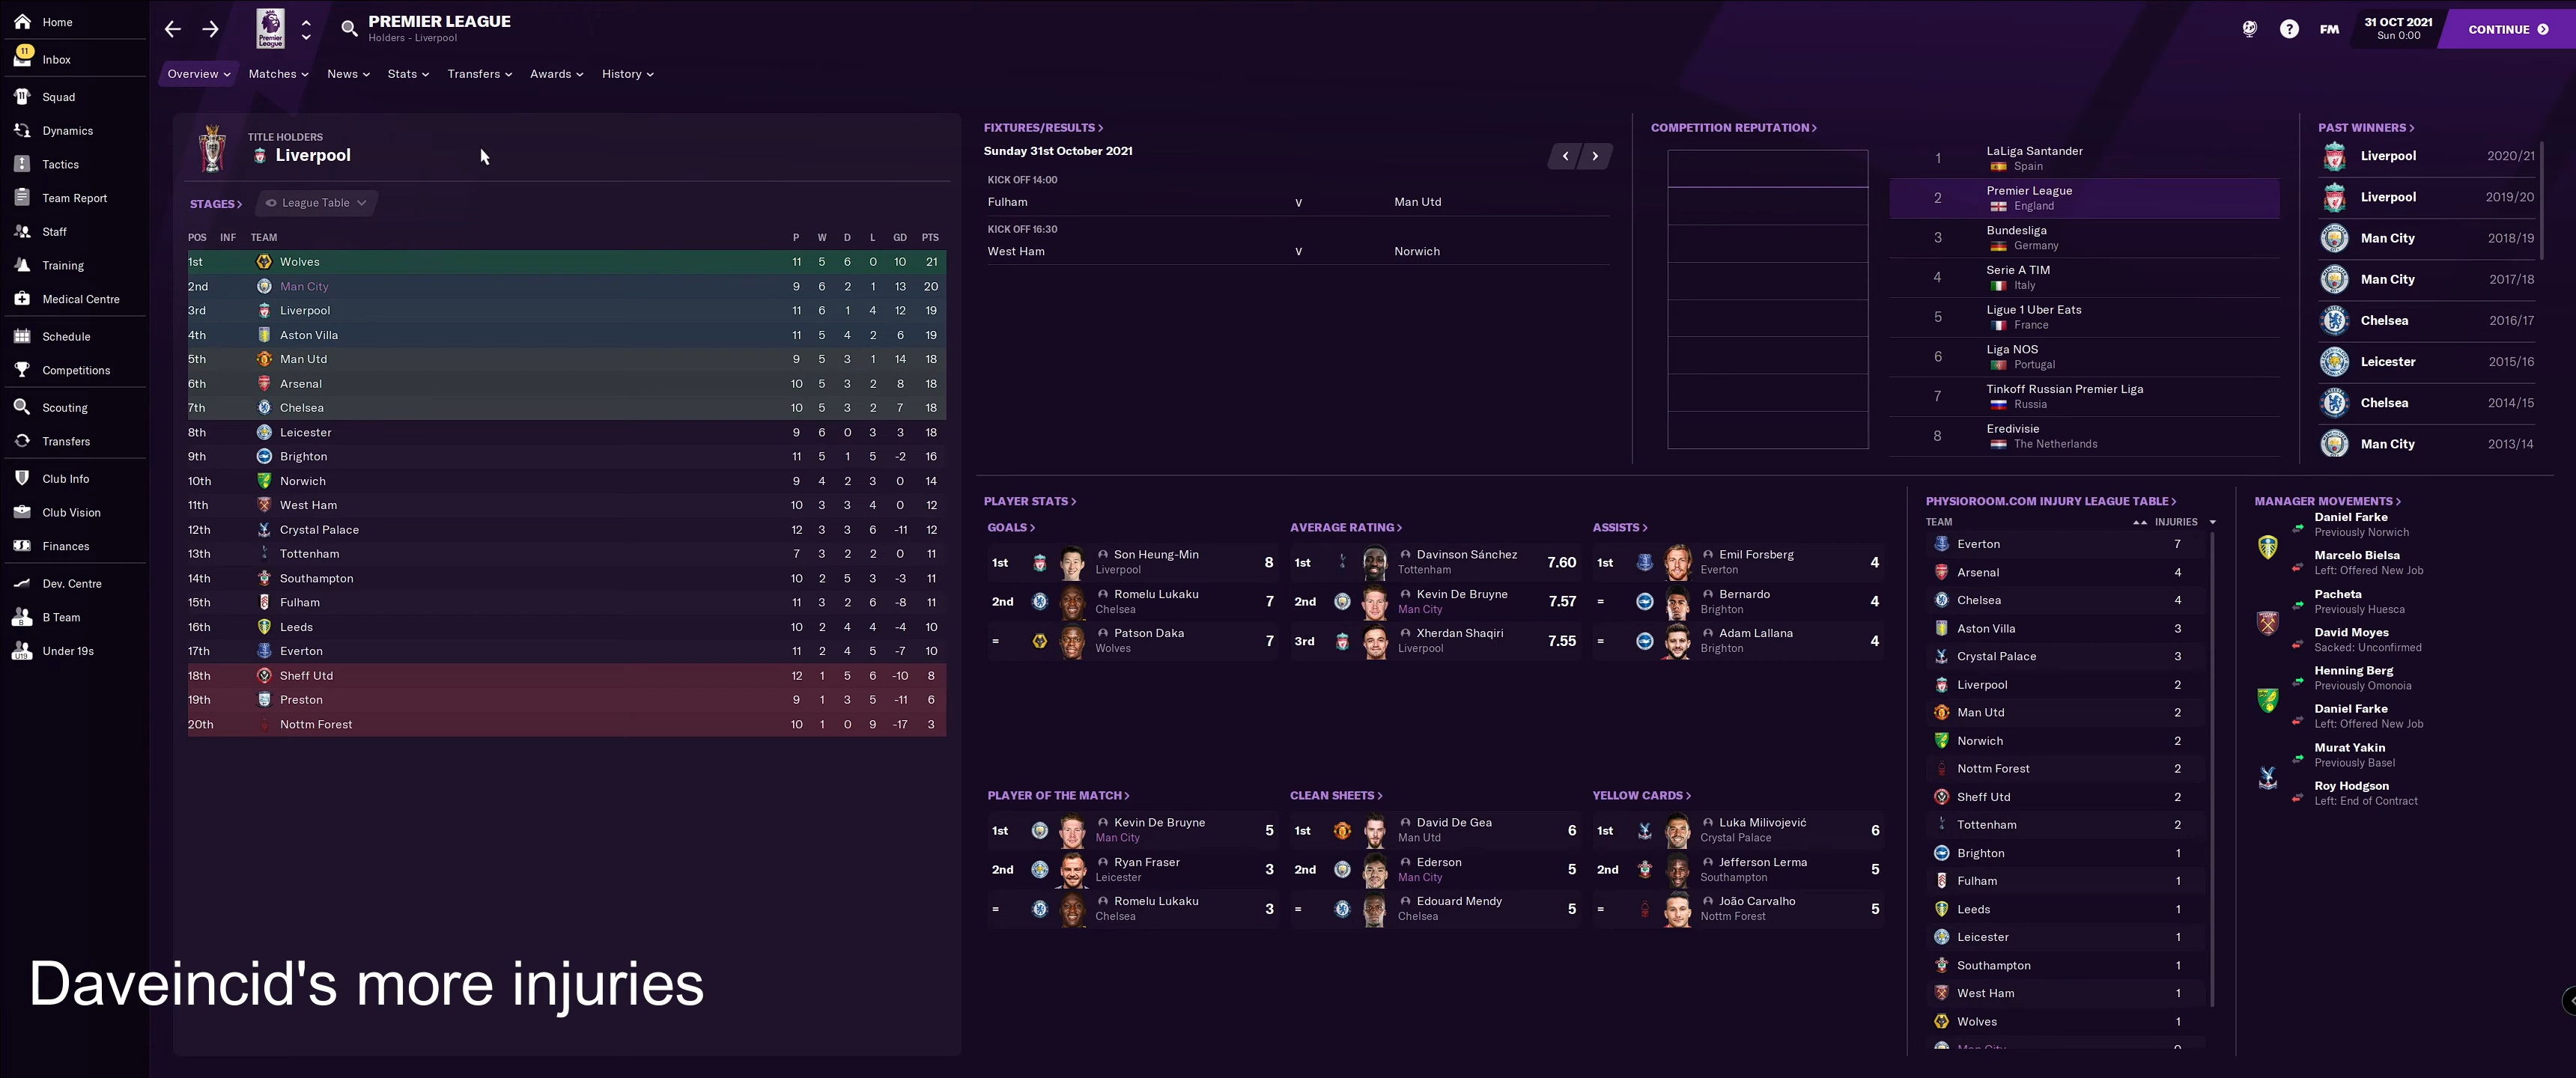 Home
Inbox
11
Squad
Dynamics
Tactics
Team Report
Staff
Training
Medical Centre
Schedule
Competitions
Scouting
Transfers
Club Info
Club Vision
Finances
Dev. Centre
B Team
Under 19s
PREMIER LEAGUE
Holders - Liverpool
FM
31 OCT 2021
Sun 0:00
CONTINUE
Overview Matches News Stats Transfers Awards History
TITLE HOLDERS
Liverpool
STAGES League Table
POS INF TEAM P W D L GD PTS
1st Wolves 11 5 6 0 10 21
2nd Man City 9 6 2 1 13 20
3rd Liverpool 11 6 1 4 12 19
4th Aston Villa 11 5 4 2 6 19
5th Man Utd 9 5 3 1 14 18
6th Arsenal 10 5 3 2 8 18
7th Chelsea 10 5 3 2 7 18
8th Leicester 9 6 0 3 3 18
9th Brighton 11 5 1 5 -2 16
10th Norwich 9 4 2 3 0 14
11th West Ham 10 3 3 4 0 12
12th Crystal Palace 12 3 3 6 -11 12
13th Tottenham 7 3 2 2 0 11
14th Southampton 10 2 5 3 -3 11
15th Fulham 11 3 2 6 -8 11
16th Leeds 10 2 4 4 -4 10
17th Everton 11 2 4 5 -7 10
18th Sheff Utd 12 1 5 6 -10 8
19th Preston 9 1 3 5 -11 6
20th Nottm Forest 10 1 0 9 -17 3
FIXTURES/RESULTS
Sunday 31st October 2021
KICK OFF 14:00
Fulham v Man Utd
KICK OFF 16:30
West Ham v Norwich
COMPETITION REPUTATION
1 LaLiga Santander
Spain
2 Premier League
England
3 Bundesliga
Germany
4 Serie A TIM
Italy
5 Ligue 1 Uber Eats
France
6 Liga NOS
Portugal
7 Tinkoff Russian Premier Liga
Russia
8 Eredivisie
The Netherlands
PAST WINNERS
Liverpool 2020/21
Liverpool 2019/20
Man City 2018/19
Man City 2017/18
Chelsea 2016/17
Leicester 2015/16
Chelsea 2014/15
Man City 2013/14
PLAYER STATS
GOALS
1st Son Heung-Min 8
Liverpool
2nd Romelu Lukaku 7
Chelsea
= Patson Daka 7
Wolves
AVERAGE RATING
1st Davinson Sánchez 7.60
Tottenham
2nd Kevin De Bruyne 7.57
Man City
3rd Xherdan Shaqiri 7.55
Liverpool
ASSISTS
1st Emil Forsberg 4
Everton
= Bernardo 4
Brighton
= Adam Lallana 4
Brighton
PLAYER OF THE MATCH
1st Kevin De Bruyne 5
Man City
2nd Ryan Fraser 3
Leicester
= Romelu Lukaku 3
Chelsea
CLEAN SHEETS
1st David De Gea 6
Man Utd
2nd Ederson 5
Man City
= Edouard Mendy 5
Chelsea
YELLOW CARDS
1st Luka Milivojević 6
Crystal Palace
2nd Jefferson Lerma 5
Southampton
= João Carvalho 5
Nottm Forest
PHYSIOROOM.COM INJURY LEAGUE TABLE
TEAM INJURIES
Everton 7
Arsenal 4
Chelsea 4
Aston Villa 3
Crystal Palace 3
Liverpool 2
Man Utd 2
Norwich 2
Nottm Forest 2
Sheff Utd 2
Tottenham 2
Brighton 1
Fulham 1
Leeds 1
Leicester 1
Southampton 1
West Ham 1
Wolves 1
MANAGER MOVEMENTS
Daniel Farke
Previously Norwich
Marcelo Bielsa
Left: Offered New Job
Pacheta
Previously Huesca
David Moyes
Sacked: Unconfirmed
Henning Berg
Previously Omonoia
Daniel Farke
Left: Offered New Job
Murat Yakin
Previously Basel
Roy Hodgson
Left: End of Contract
Daveincid's more injuries